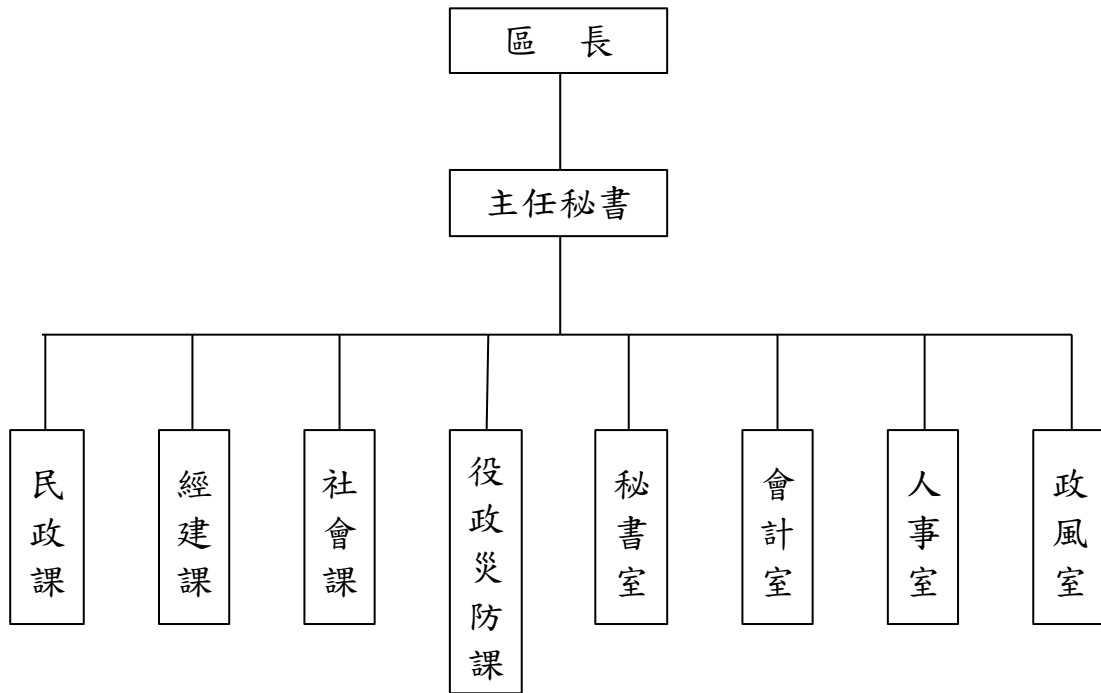 區 長
主任秘書
民政課
經建課
社會課
役政災防課
秘書室
會計室
人事室
政風室